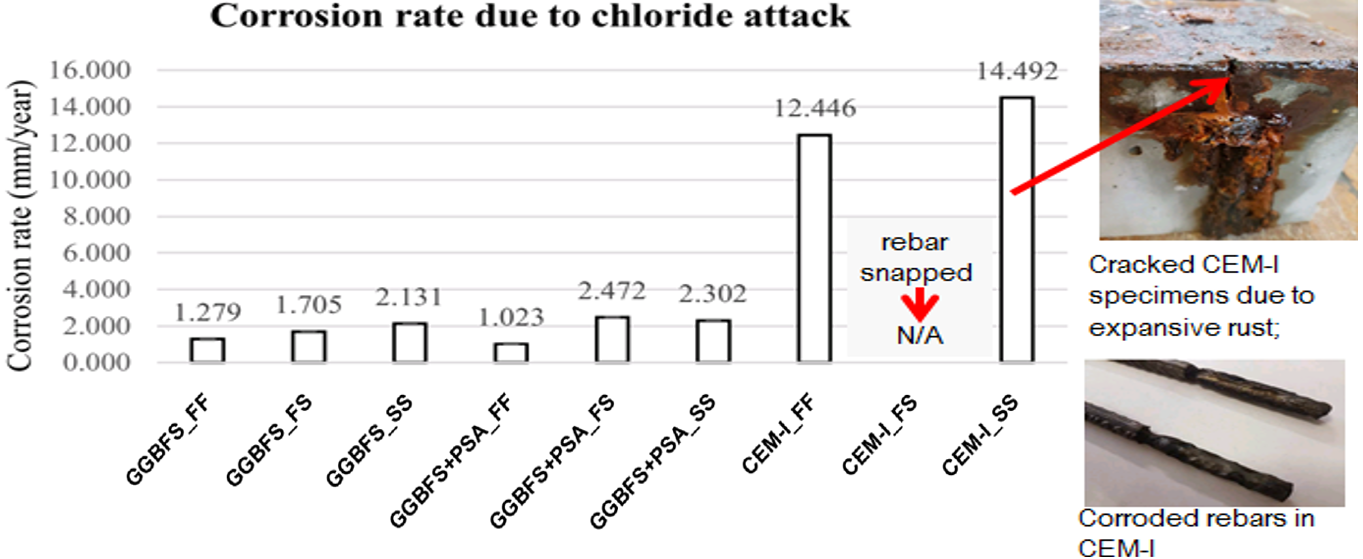 Corrosion rate due to chloride attack
Corrosion rate (mm/year)
16.000
14.000
12.000
10.000
8.000
6.000
4.000
2.000
0.000
1.279
1.705
2.131
1.023
2.472
2.302
12.446
14.492
rebar
snapped
N/A
GGBFS_FF
GGBFS_FS
GGBFS_SS
GGBFS+PSA_FF
GGBFS+PSA_FS
GGBFS+PSA_SS
CEM-I_FF
CEM-I_FS
CEM-I_SS
Cracked CEM-I
specimens due to
expansive rust;
Corroded rebars in
CEM-I